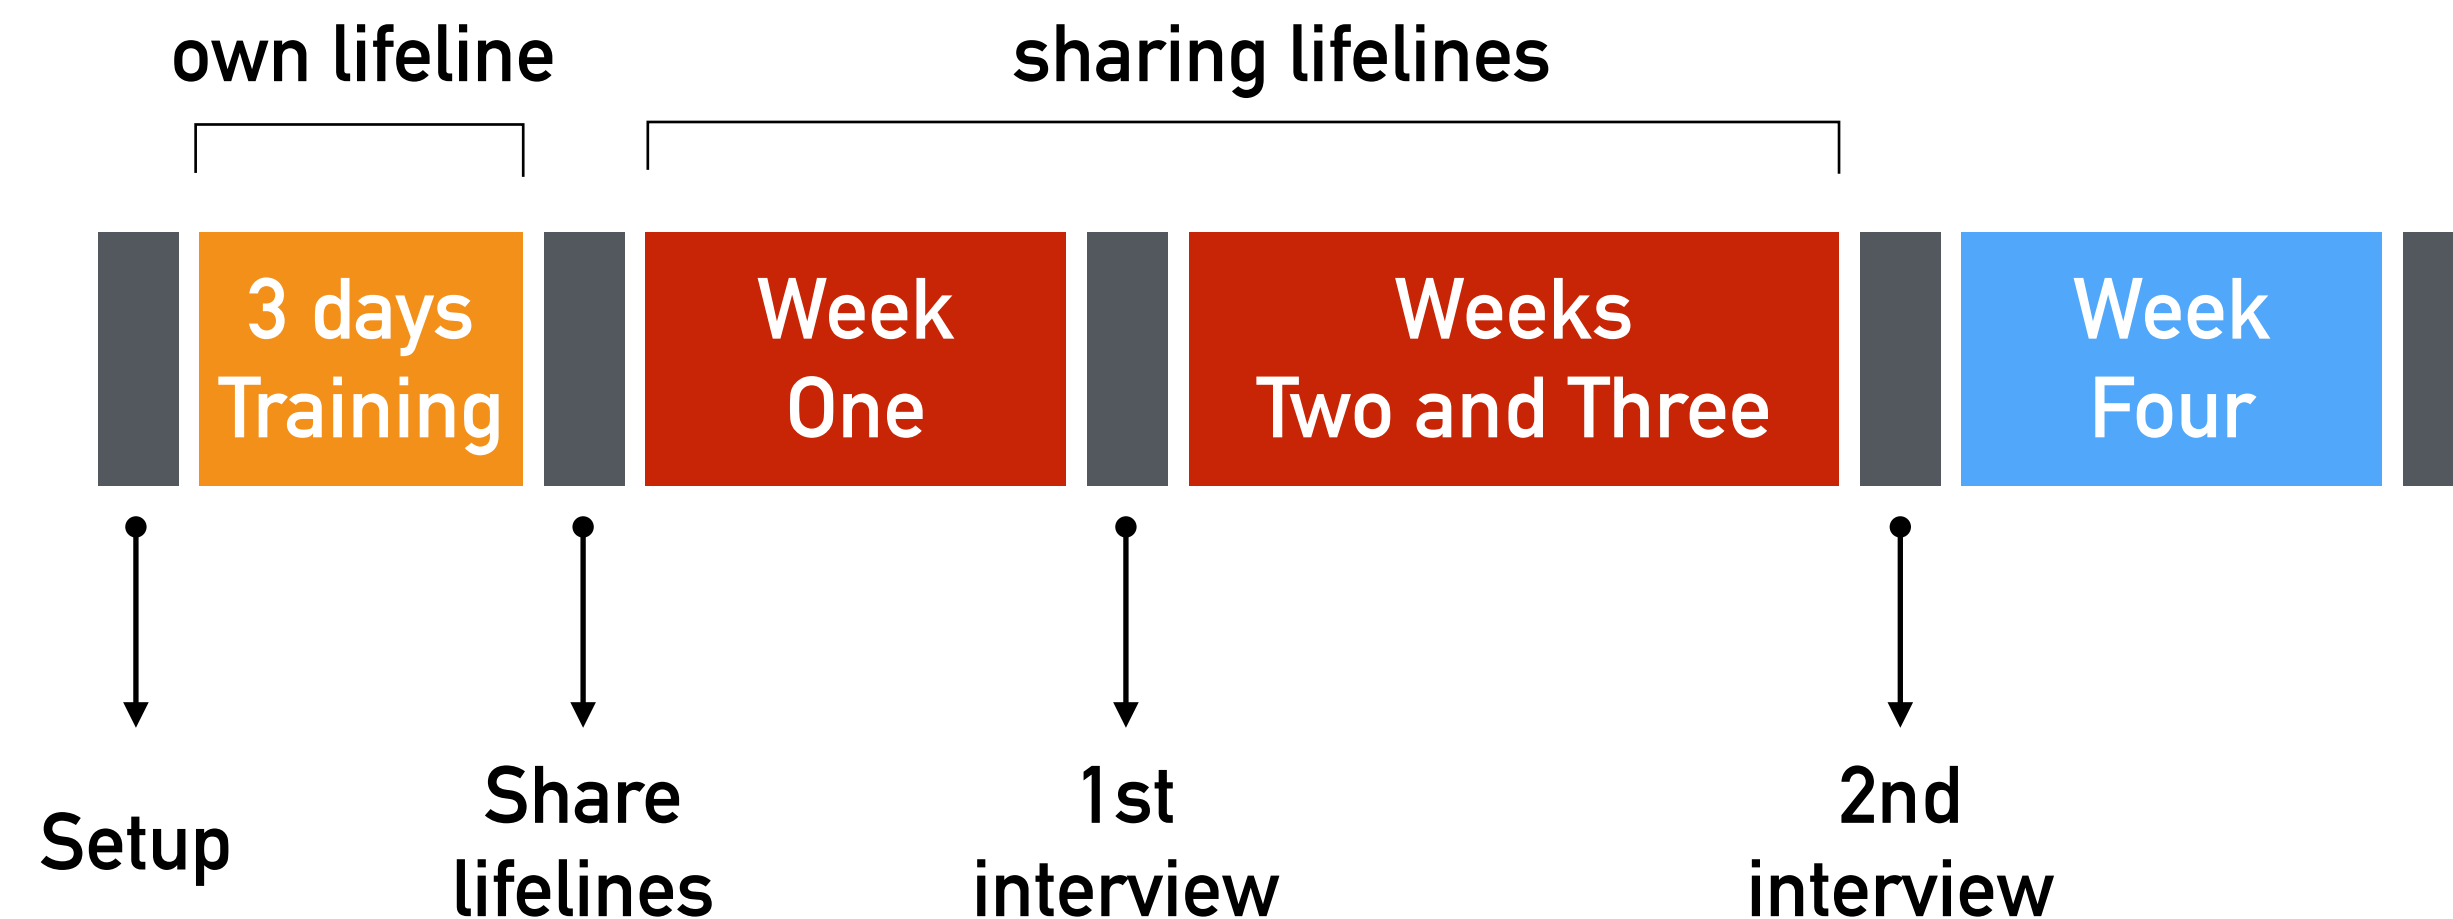 own lifeline
sharing lifelines
3 days
Training
Week
One
Weeks
Two and Three
Week
Four
Setup
Share
lifelines
1st
interview
2nd
interview